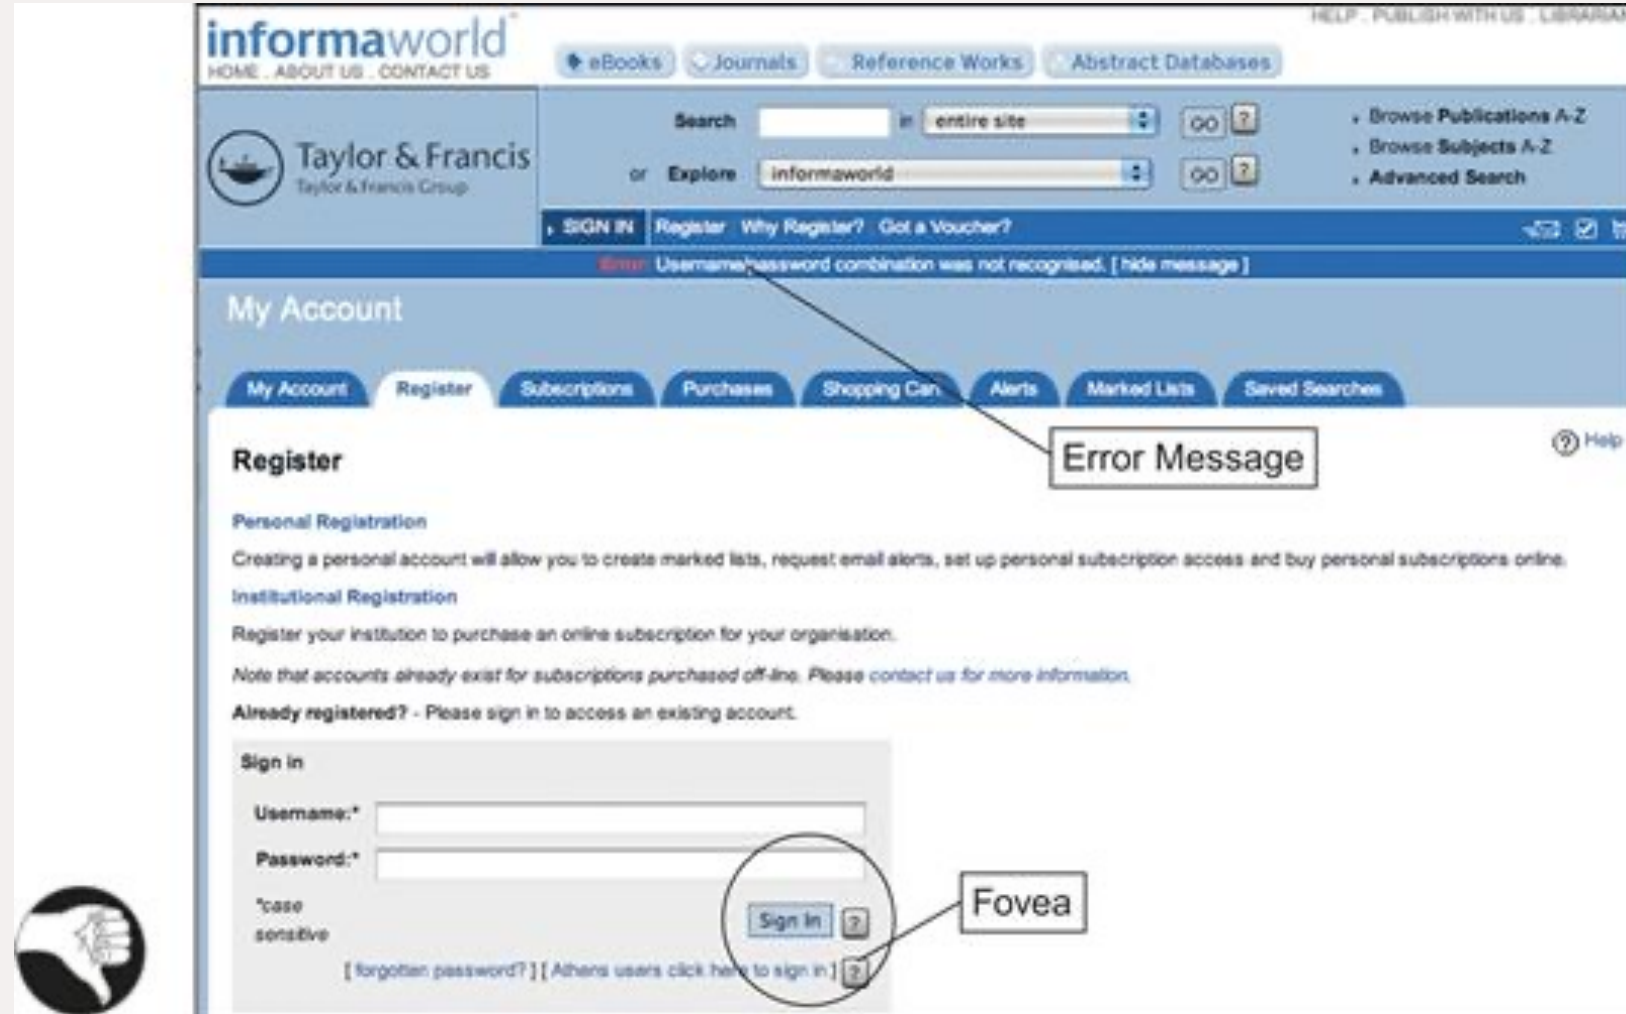 informaworld
HELP . PUBLISH WITH US . LIBRARIAN
HOME . ABOUT US . CONTACT US
eBooks Journals Reference Works Abstract Databases
Taylor & Francis
Taylor & Francis Group
Search in entire site GO ?
or Explore informaworld GO ?
Browse Publications A-Z
Browse Subjects A-Z
Advanced Search
SIGN IN Register Why Register? Got a Voucher?
Error: Username/password combination was not recognised. [ hide message ]
My Account
My Account Register Subscriptions Purchases Shopping Cart Alerts Marked Lists Saved Searches
Error Message
? Help
Register
Personal Registration
Creating a personal account will allow you to create marked lists, request email alerts, set up personal subscription access and buy personal subscriptions online.
Institutional Registration
Register your institution to purchase an online subscription for your organisation.
Note that accounts already exist for subscriptions purchased off-line. Please contact us for more information.
Already registered? - Please sign in to access an existing account.
Sign in
Username:*
Password:*
*case
sensitive
Sign In ?
Fovea
[ forgotten password? ] [ Athens users click here to sign in ] ?